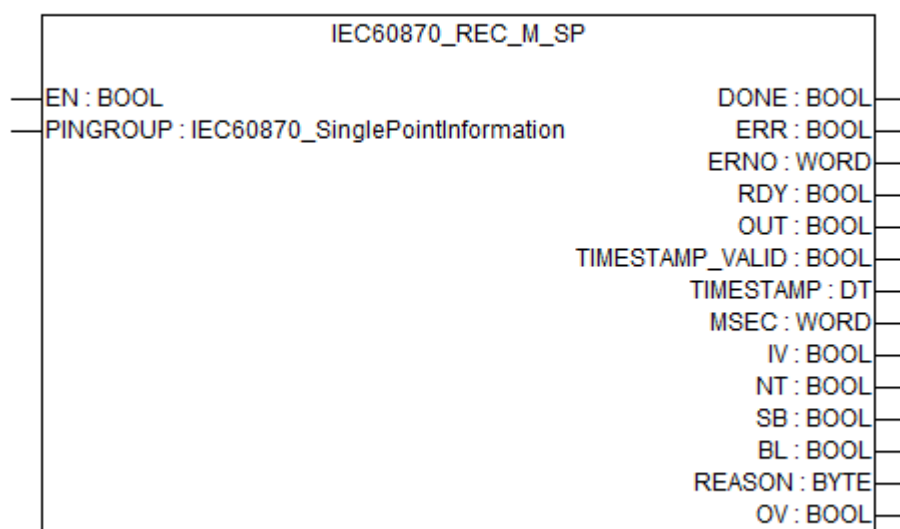 IEC60870_REC_M_SP
EN : BOOL DONE : BOOL
PINGROUP : IEC60870_SinglePointInformation ERR : BOOL
ERNO : WORD
RDY : BOOL
OUT : BOOL
TIMESTAMP_VALID : BOOL
TIMESTAMP : DT
MSEC : WORD
IV : BOOL
NT : BOOL
SB : BOOL
BL : BOOL
REASON : BYTE
OV : BOOL